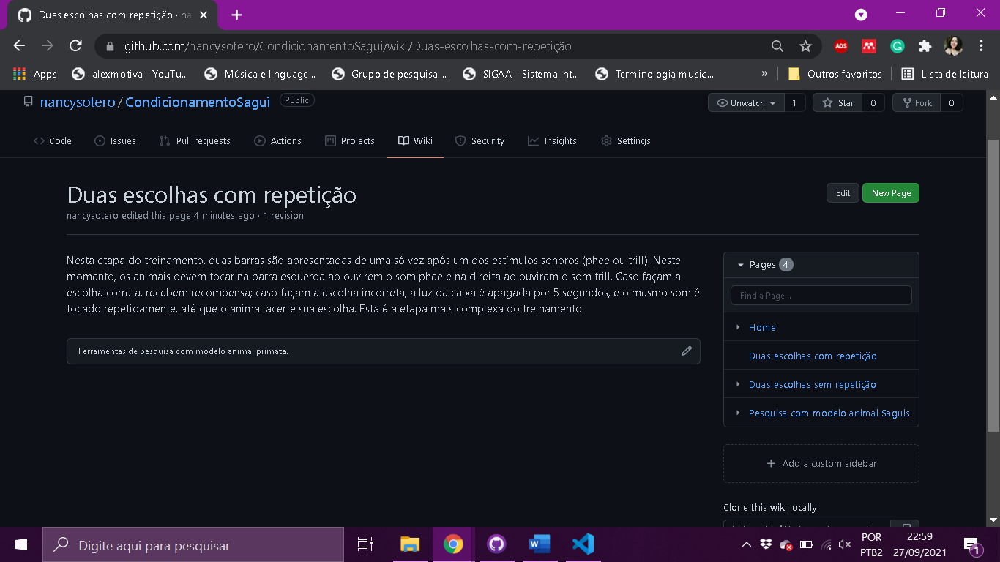 Duas escolhas com repetição · na
github.com/nancysotero/CondicionamentoSagui/wiki/Duas-escolhas-com-repetição
ADS
Apps
alexmotiva - YouTu...
Música e linguage...
Grupo de pesquisa:...
SIGAA - Sistema Int...
Terminologia music...
»
Outros favoritos
Lista de leitura
nancysotero / CondicionamentoSagui
Public
Unwatch
1
Star
0
Fork
0
Code
Issues
Pull requests
Actions
Projects
Wiki
Security
Insights
Settings
Duas escolhas com repetição
Edit
New Page
nancysotero edited this page 4 minutes ago · 1 revision
Nesta etapa do treinamento, duas barras são apresentadas de uma só vez após um dos estímulos sonoros (phee ou trill). Neste
momento, os animais devem tocar na barra esquerda ao ouvirem o som phee e na direita ao ouvirem o som trill. Caso façam a
escolha correta, recebem recompensa; caso façam a escolha incorreta, a luz da caixa é apagada por 5 segundos, e o mesmo som é
tocado repetidamente, até que o animal acerte sua escolha. Esta é a etapa mais complexa do treinamento.
Ferramentas de pesquisa com modelo animal primata.
Pages 4
Find a Page...
Home
Duas escolhas com repetição
Duas escolhas sem repetição
Pesquisa com modelo animal Saguis
+ Add a custom sidebar
Clone this wiki locally
Digite aqui para pesquisar
POR
PTB2
22:59
27/09/2021
1